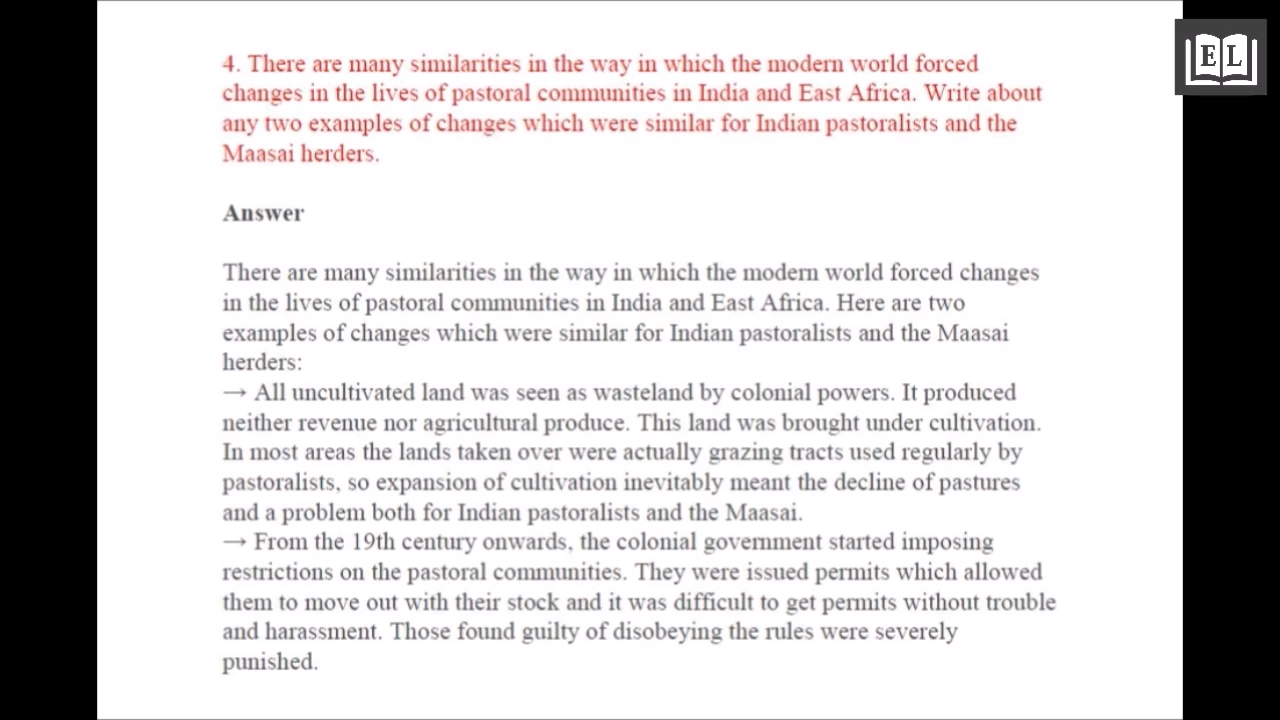 EL
4. There are many similarities in the way in which the modern world forced
changes in the lives of pastoral communities in India and East Africa. Write about
any two examples of changes which were similar for Indian pastoralists and the
Maasai herders.
Answer
There are many similarities in the way in which the modern world forced changes
in the lives of pastoral communities in India and East Africa. Here are two
examples of changes which were similar for Indian pastoralists and the Maasai
herders:
→ All uncultivated land was seen as wasteland by colonial powers. It produced
neither revenue nor agricultural produce. This land was brought under cultivation.
In most areas the lands taken over were actually grazing tracts used regularly by
pastoralists, so expansion of cultivation inevitably meant the decline of pastures
and a problem both for Indian pastoralists and the Maasai.
→ From the 19th century onwards, the colonial government started imposing
restrictions on the pastoral communities. They were issued permits which allowed
them to move out with their stock and it was difficult to get permits without trouble
and harassment. Those found guilty of disobeying the rules were severely
punished.